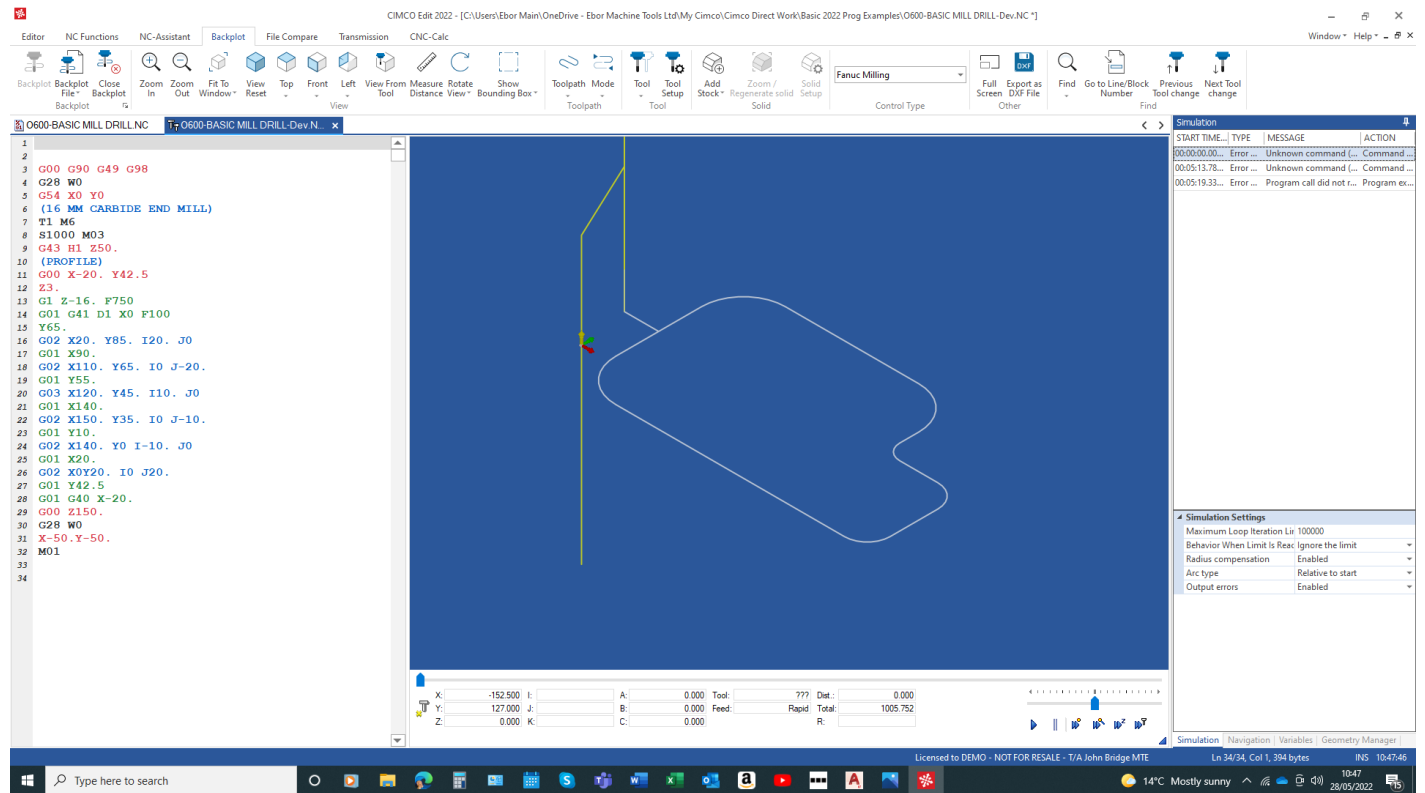 CIMCO Edit 2022 - [C:\Users\Ebor Main\OneDrive - Ebor Machine Tools Ltd\My Cimco\Cimco Direct Work\Basic 2022 Prog Examples\O600-BASIC MILL DRILL-Dev.NC *]
Editor NC Functions NC-Assistant Backplot File Compare Transmission CNC-Calc Window Help
Backplot Backplot File Close Backplot Zoom In Zoom Out Fit To Window View Reset Top Front Left View From Tool Measure Distance Rotate View Show Bounding Box Toolpath Mode Tool Tool Setup Add Stock Zoom / Regenerate solid Solid Setup Fanuc Milling Full Screen Export as DXF File Find Go to Line/Block Number Previous Tool change Next Tool change
Backplot View Toolpath Tool Solid Control Type Other Find
O600-BASIC MILL DRILL.NC O600-BASIC MILL DRILL-Dev.N... x
1
2
3 G00 G90 G49 G98
4 G28 W0
5 G54 X0 Y0
6 (16 MM CARBIDE END MILL)
7 T1 M6
8 S1000 M03
9 G43 H1 Z50.
10 (PROFILE)
11 G00 X-20. Y42.5
12 Z3.
13 G1 Z-16. F750
14 G01 G41 D1 X0 F100
15 Y65.
16 G02 X20. Y85. I20. J0
17 G01 X90.
18 G02 X110. Y65. I0 J-20.
19 G01 Y55.
20 G03 X120. Y45. I10. J0
21 G01 X140.
22 G02 X150. Y35. I0 J-10.
23 G01 Y10.
24 G02 X140. Y0 I-10. J0
25 G01 X20.
26 G02 X0Y20. I0 J20.
27 G01 Y42.5
28 G01 G40 X-20.
29 G00 Z150.
30 G28 W0
31 X-50.Y-50.
32 M01
33
34
Simulation
START TIME... TYPE MESSAGE ACTION
00:00:00.00... Error ... Unknown command (... Command ...
00:05:13.78... Error ... Unknown command (... Command ...
00:05:19.33... Error ... Program call did not r... Program ex...
Simulation Settings
Maximum Loop Iteration Lir 100000
Behavior When Limit Is Reac Ignore the limit
Radius compensation Enabled
Arc type Relative to start
Output errors Enabled
X: -152.500 I: A: 0.000 Tool: ??? Dist.: 0.000
Y: 127.000 J: B: 0.000 Feed: Rapid Total: 1005.752
Z: 0.000 K: C: 0.000 R:
Simulation Navigation Variables Geometry Manager
Licensed to DEMO - NOT FOR RESALE - T/A John Bridge MTE Ln 34/34, Col 1, 394 bytes INS 10:47:46
Type here to search 14°C Mostly sunny 10:47
28/05/2022 15